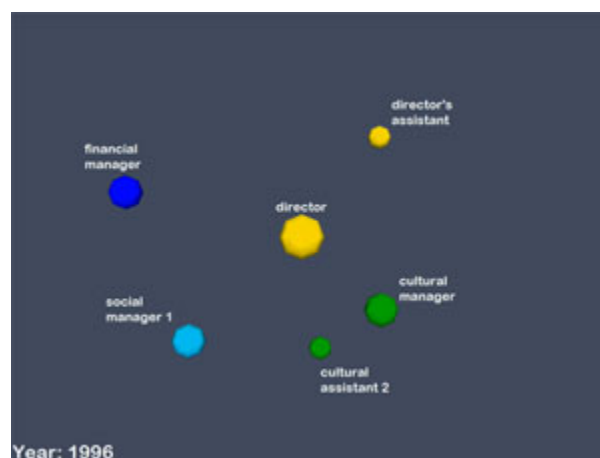 director's
assistant
financial
manager
director
cultural
manager
social
manager 1
cultural
assistant 2
Year: 1996